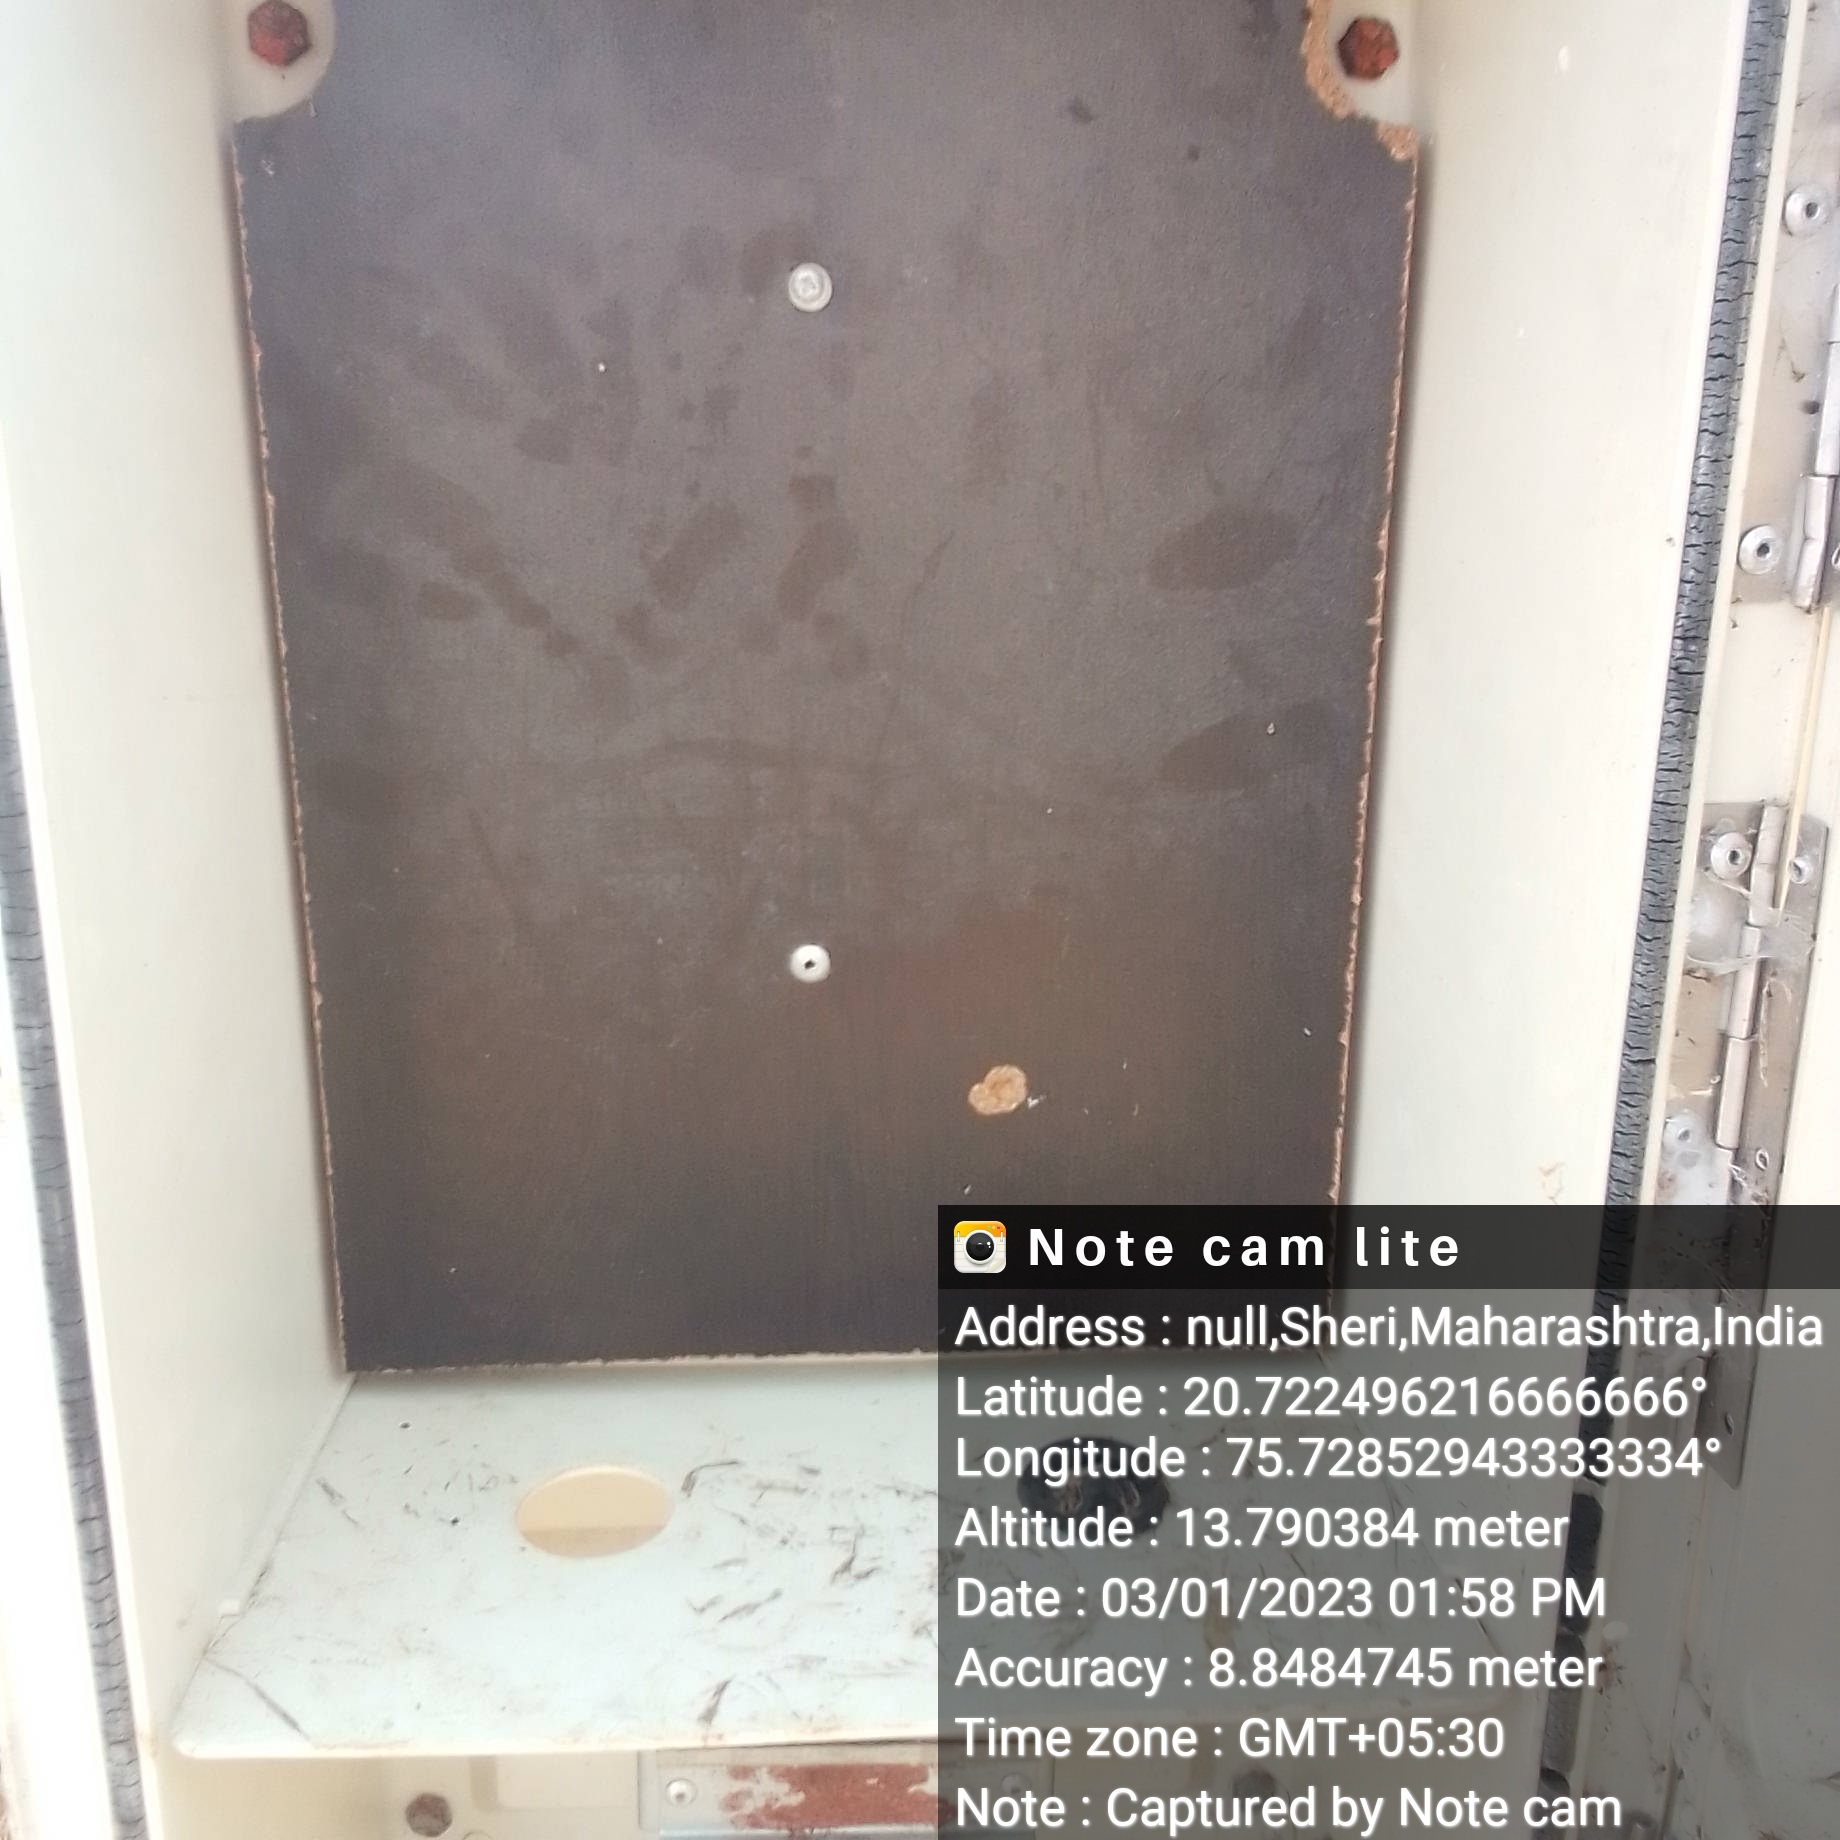 Note cam lite
Address : null,Sheri,Maharashtra,India
Latitude : 20.722496216666666°
Longitude : 75.72852943333334°
Altitude : 13.790384 meter
Date : 03/01/2023 01:58 PM
Accuracy : 8.8484745 meter
Time zone : GMT+05:30
Note : Captured by Note cam